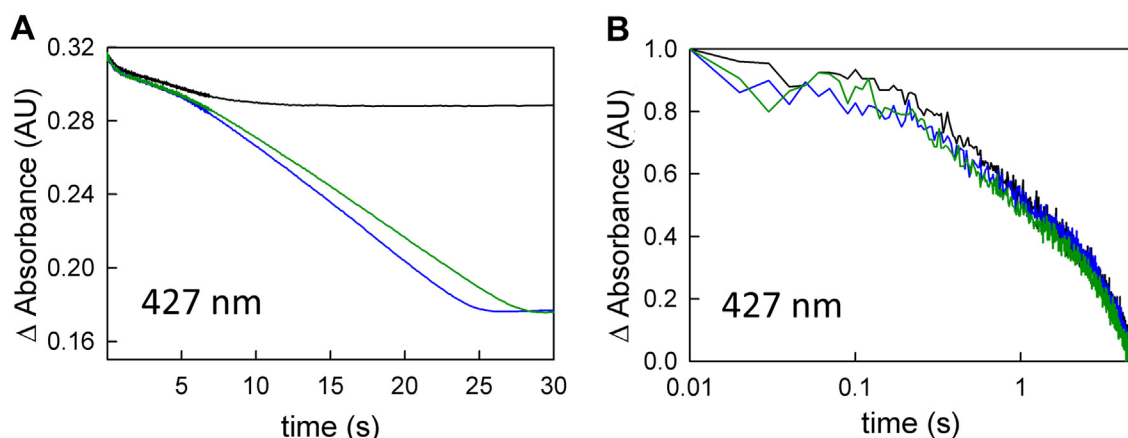 A
Δ Absorbance (AU)
0.32
0.28
0.24
0.20
0.16
427 nm
5 10 15 20 25 30
time (s)
B
Δ Absorbance (AU)
1.0
0.8
0.6
0.4
0.2
0.0
427 nm
0.01 0.1 1
time (s)